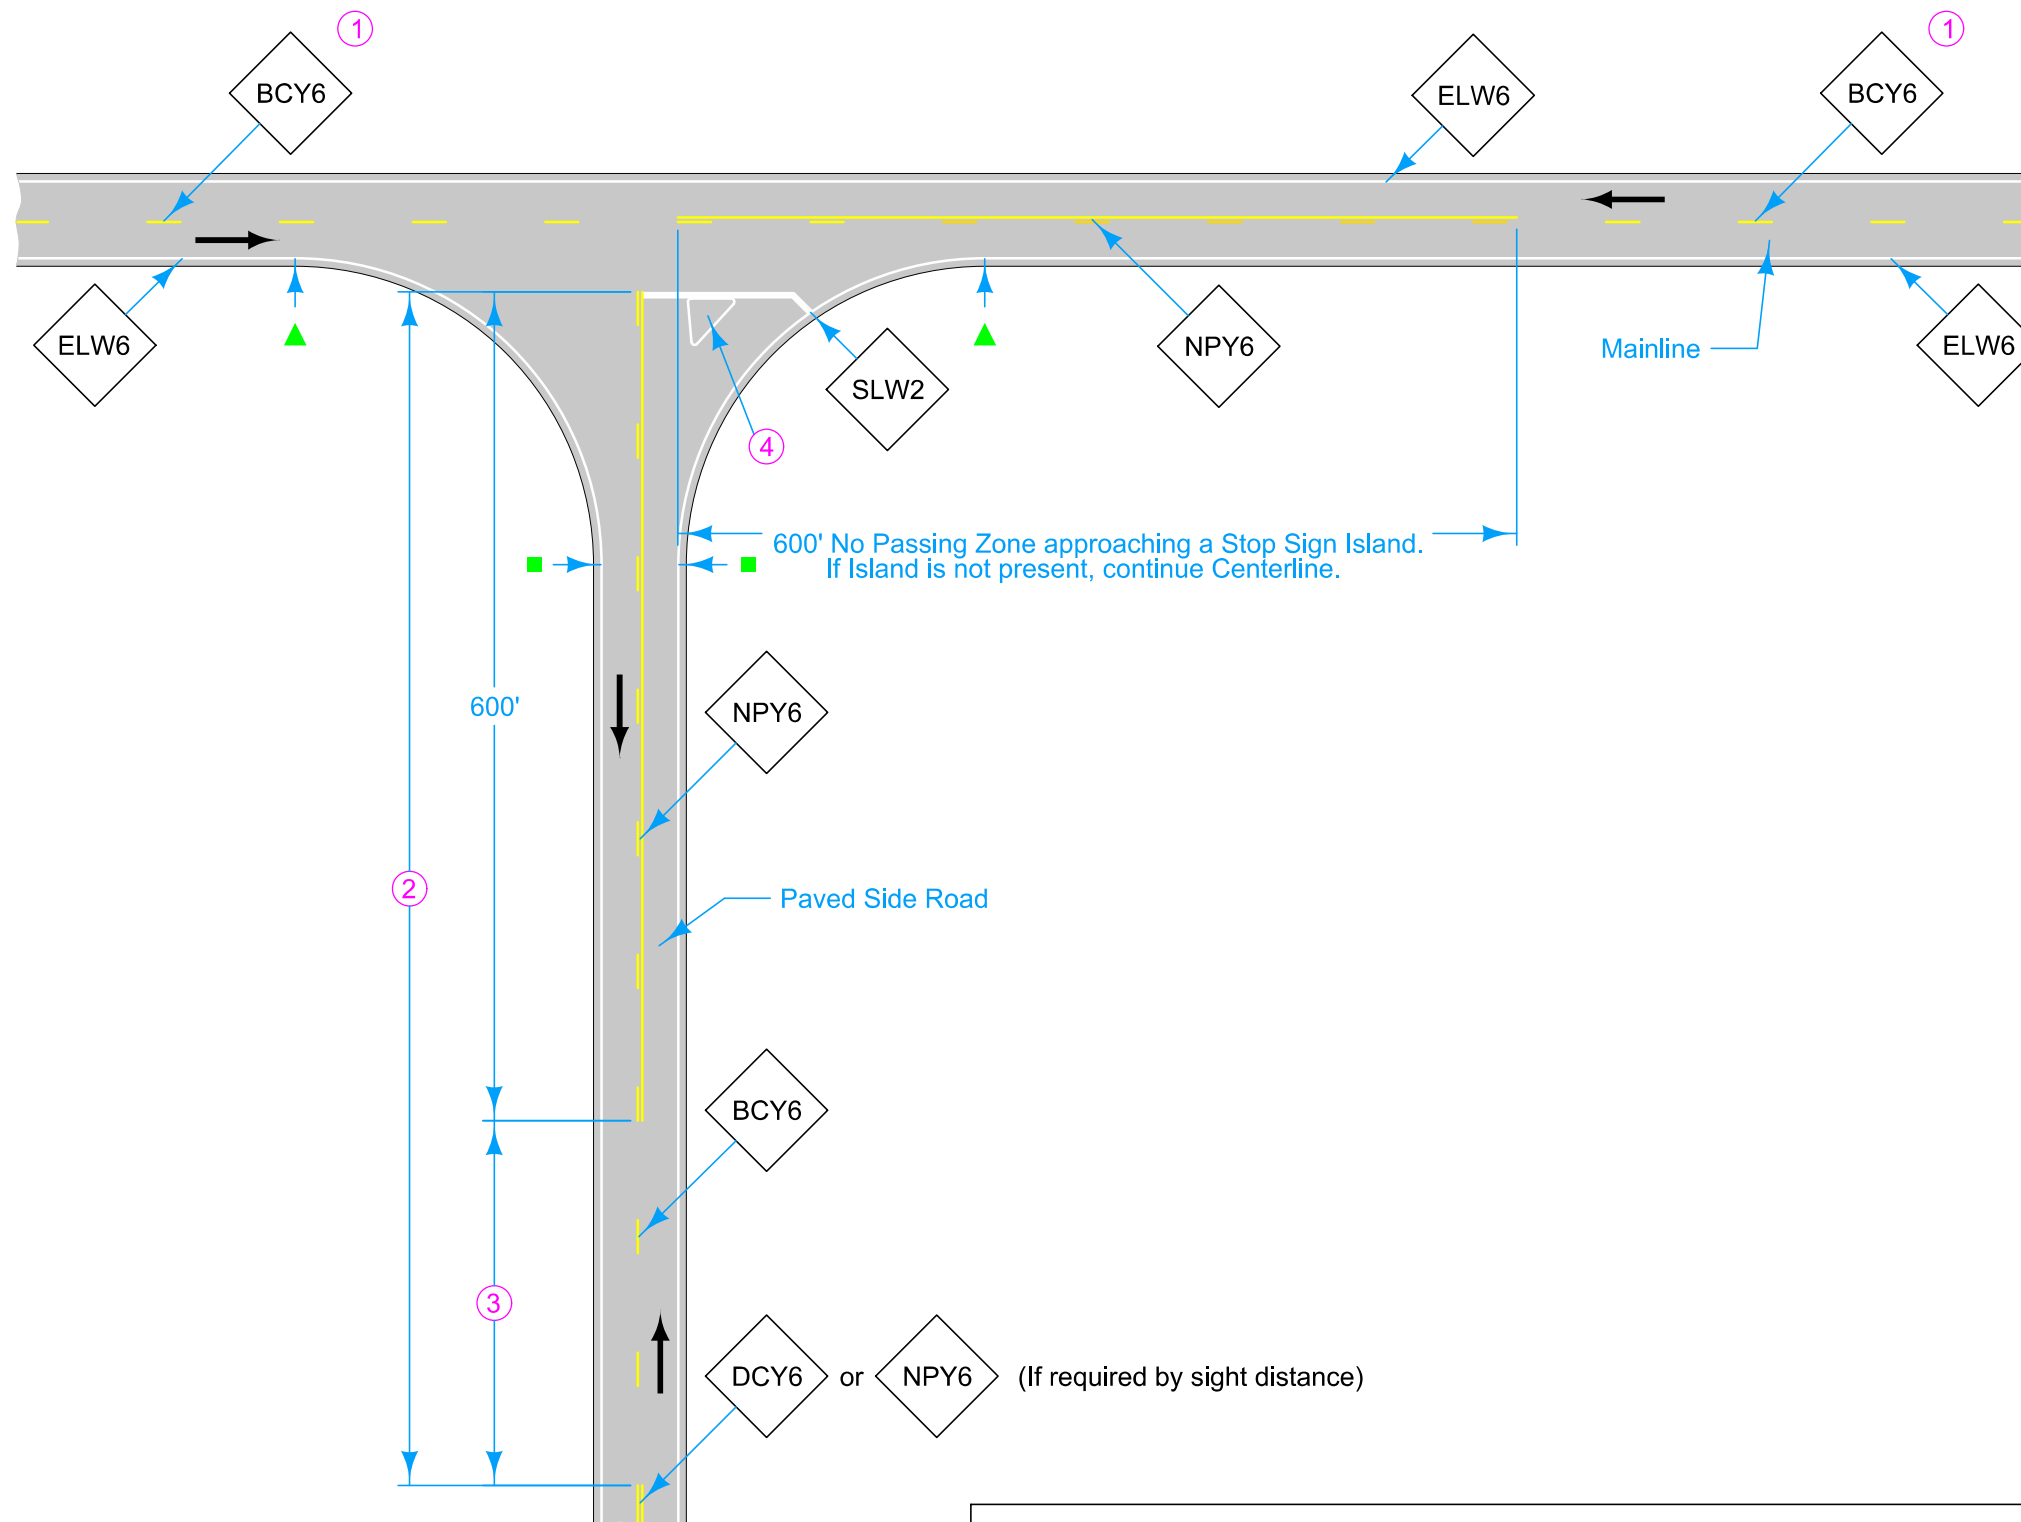 1
1
BCY6
ELW6
BCY6
ELW6
NPY6
Mainline
ELW6
SLW2
4
600' No Passing Zone approaching a Stop Sign Island.
If Island is not present, continue Centerline.
600'
NPY6
2
Paved Side Road
BCY6
3
DCY6 or NPY6 (If required by sight distance)